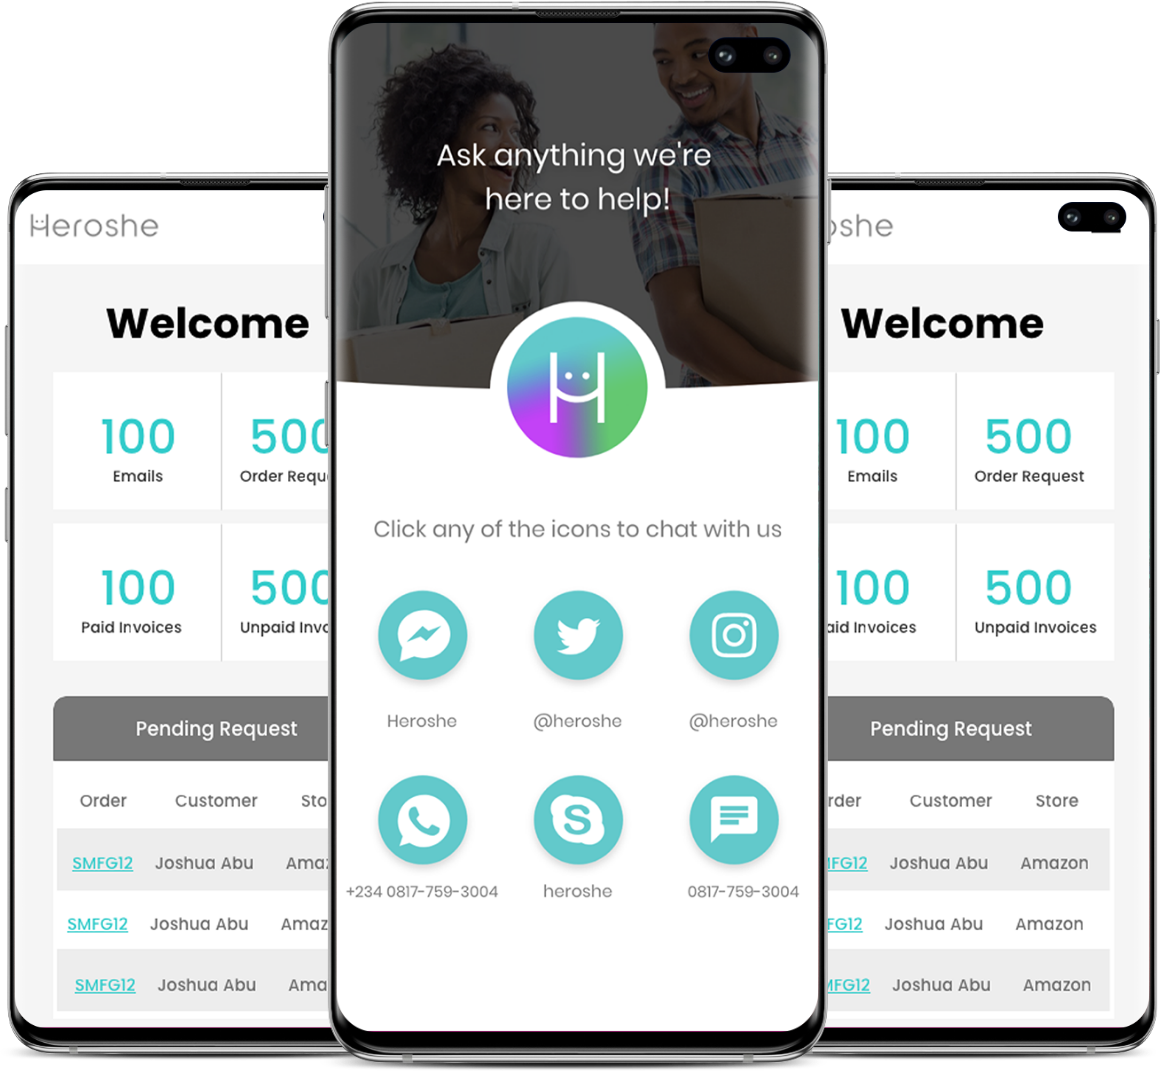 Heroshe
Welcome
100
500
Emails
Order Requ
100
500
Paid Invoices
Unpaid Invo
Pending Request
Order Customer Sto
SMFG12 Joshua Abu Amaz
SMFG12 Joshua Abu Amaz
SMFG12 Joshua Abu Ama
Ask anything we're
here to help!
H
Click any of the icons to chat with us
Heroshe
@heroshe
@heroshe
S
+234 0817-759-3004
heroshe
0817-759-3004
oshe
Welcome
100
500
Emails
Order Request
100
500
aid Invoices
Unpaid Invoices
Pending Request
rder Customer Store
MFG12 Joshua Abu Amazon
FG12 Joshua Abu Amazon
MFG12 Joshua Abu Amazon